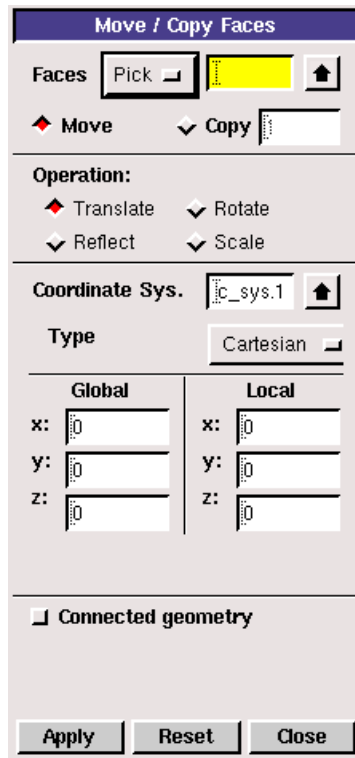 Move / Copy Faces
Faces Pick
Move Copy 1
Operation:
Translate Rotate
Reflect Scale
Coordinate Sys. c_sys.1
Type Cartesian
Global Local
x: 0 x: 0
y: 0 y: 0
z: 0 z: 0
Connected geometry
Apply Reset Close